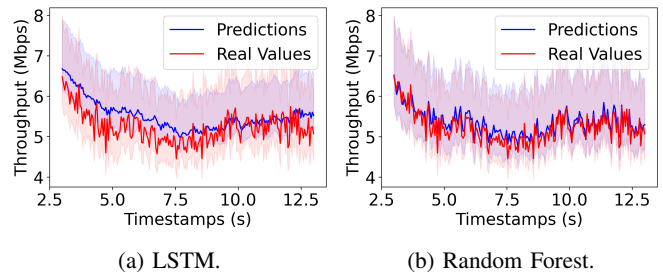 Throughput (Mbps)
8
7
6
5
4
2.5
5.0
7.5
10.0
12.5
Timestamps (s)
Predictions
Real Values
(a) LSTM.
Throughput (Mbps)
8
7
6
5
4
2.5
5.0
7.5
10.0
12.5
Timestamps (s)
Predictions
Real Values
(b) Random Forest.